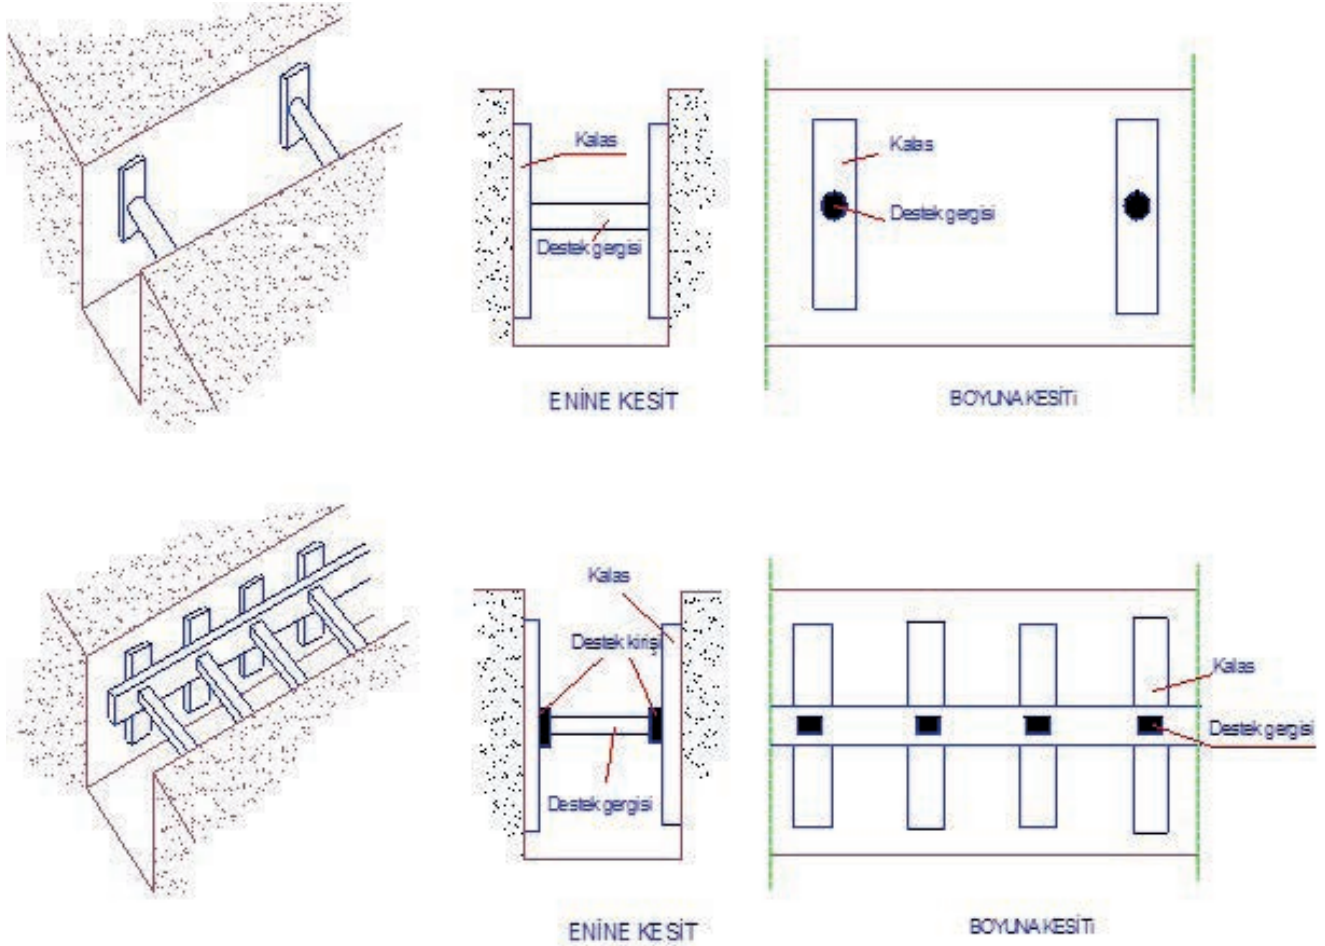 Kalas
Destek gergisi
ENİNE KESİT
Kalas
Destek gergisi
BOYUNA KESİTi
Kalas
Destek kirişi
Destek gergisi
ENİNE KESİT
Kalas
Destek gergisi
BOYUNA KESİTi